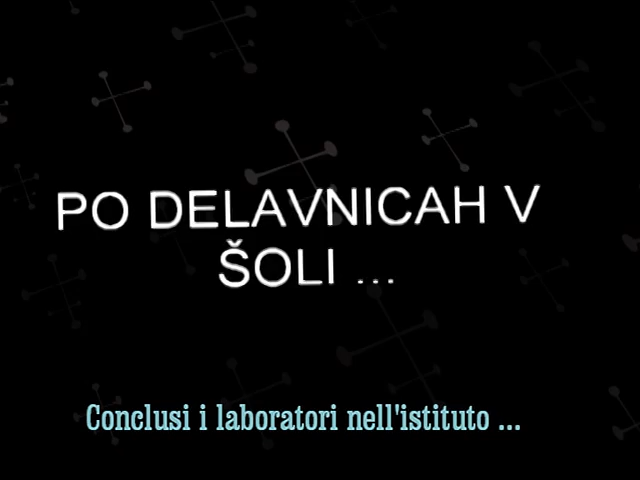 PO DELAVNICAH V
ŠOLI ...
Conclusi i laboratori nell'istituto ...